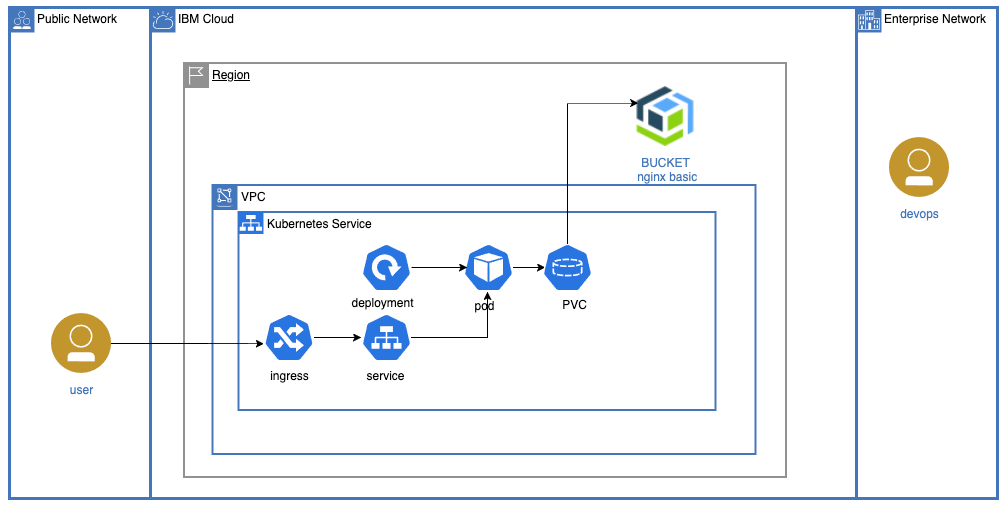 Public Network
IBM Cloud
Enterprise Network
Region
BUCKET
nginx basic
VPC
devops
Kubernetes Service
deployment
pod
PVC
ingress
service
user